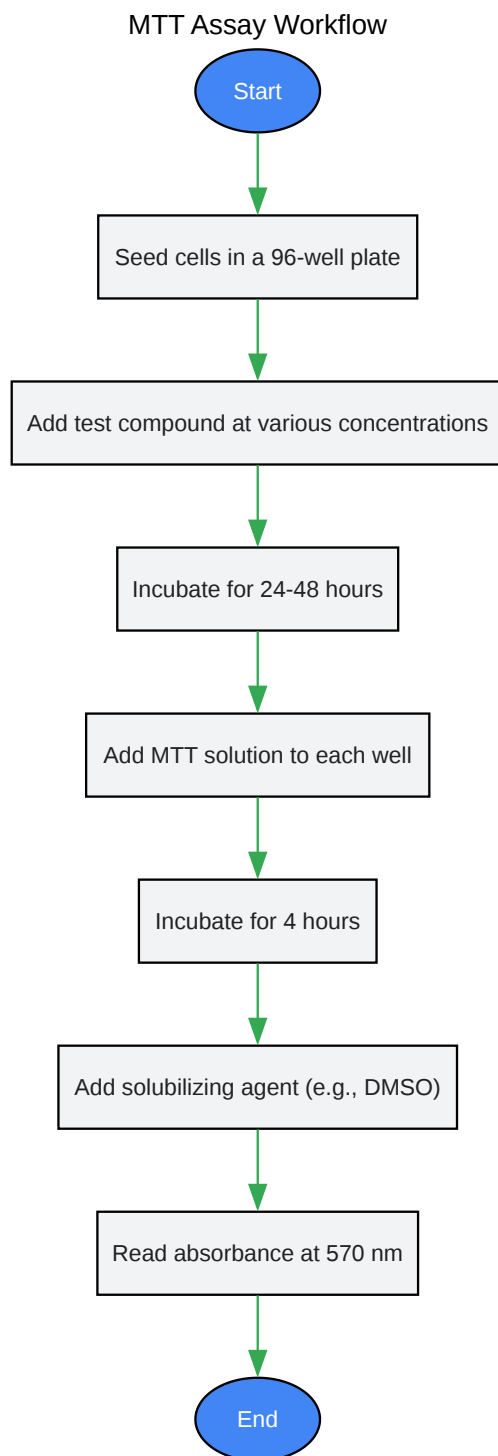 MTT Assay Workflow
Start
Seed cells in a 96-well plate
Add test compound at various concentrations
Incubate for 24-48 hours
Add MTT solution to each well
Incubate for 4 hours
Add solubilizing agent (e.g., DMSO)
Read absorbance at 570 nm
End